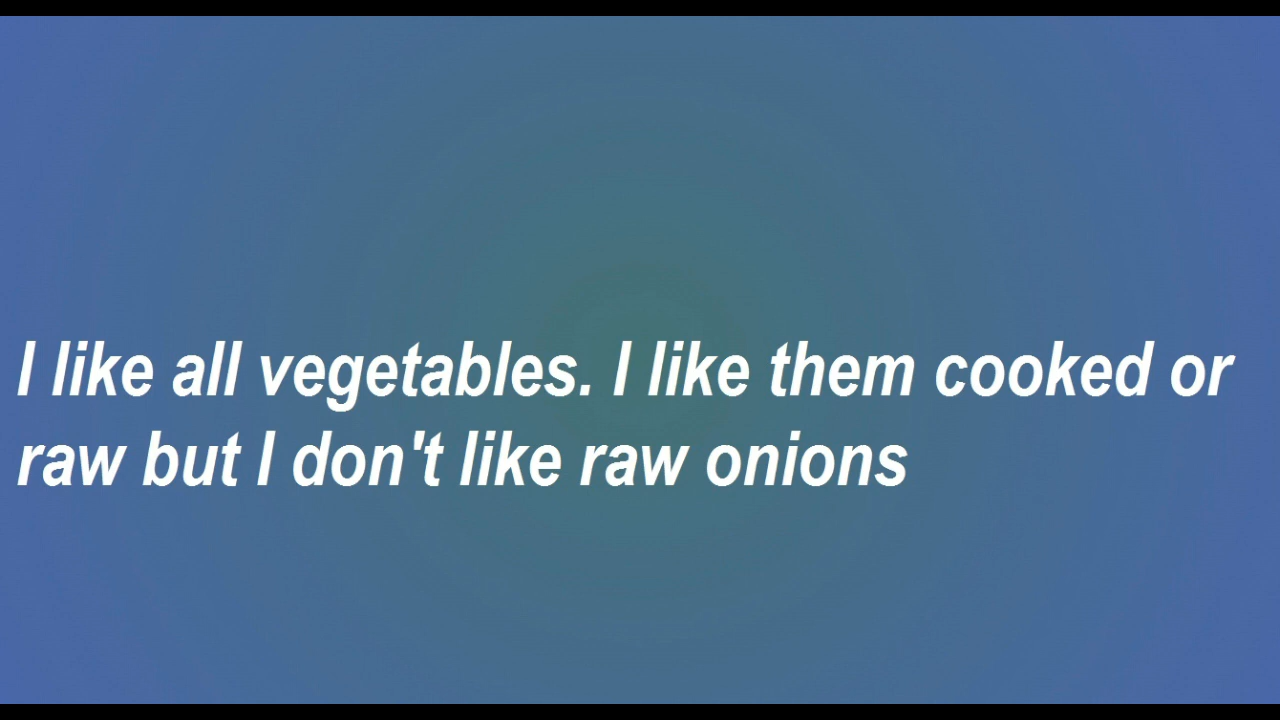 I like all vegetables. I like them cooked or
raw but I don't like raw onions